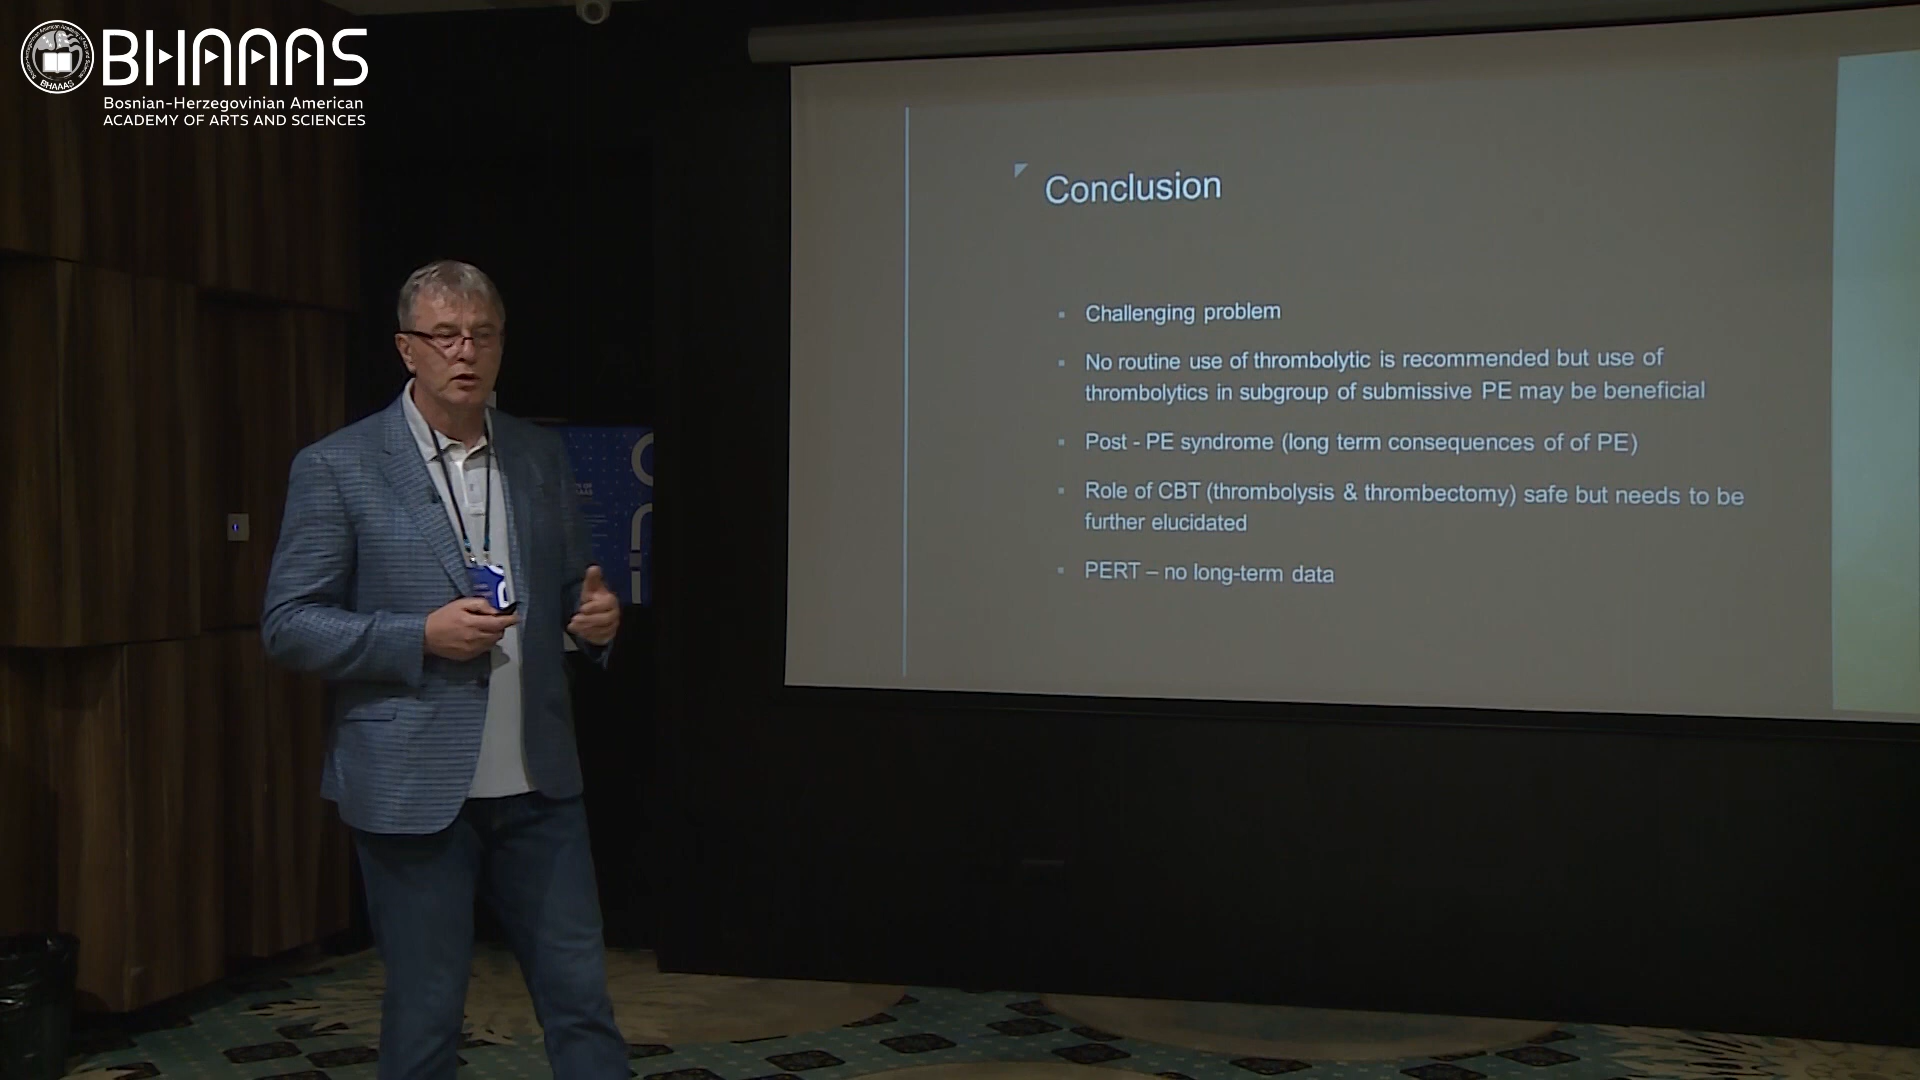 BHAAAS
Bosnian-Herzegovinian American
ACADEMY OF ARTS AND SCIENCES
BHAAAS
Conclusion
Challenging problem
No routine use of thrombolytic is recommended but use of
thrombolytics in subgroup of submissive PE may be beneficial
Post - PE syndrome (long term consequences of of PE)
Role of CBT (thrombolysis & thrombectomy) safe but needs to be
further elucidated
PERT – no long-term data